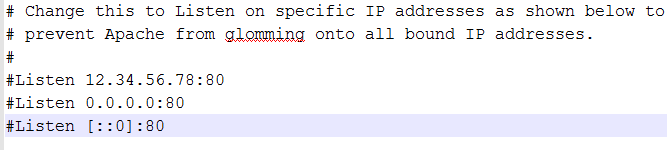 # Change this to Listen on specific IP addresses as shown below to
# prevent Apache from glomming onto all bound IP addresses.
#
#Listen 12.34.56.78:80
#Listen 0.0.0.0:80
#Listen [::0]:80